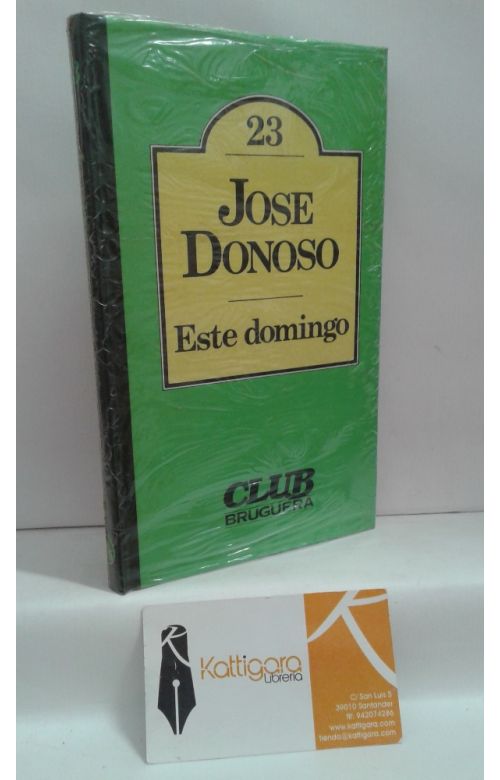 23
JOSE
DONOSO
Este domingo
CLUB
BRUGUERA
Kattigara
Librería
C/ San Luis 5
39010 Santander
tlf. 942074286
www.kattigara.com
tienda@kattigara.com